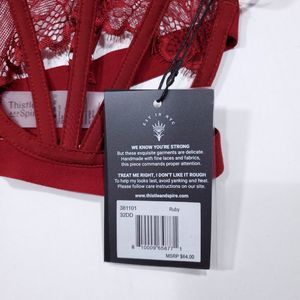 Thistle
Spire
EST IN NYC
WE KNOW YOU'RE STRONG
But these exquisite garments are delicate.
Handmade with fine laces and fabrics,
this piece commands proper attention.
TREAT ME RIGHT, I DON'T LIKE IT ROUGH
To help my looks last, avoid yanking and heat.
Please follow care instructions on our site.
www.thistleandspire.com
381101 Ruby
32DD
MSRP $64.00